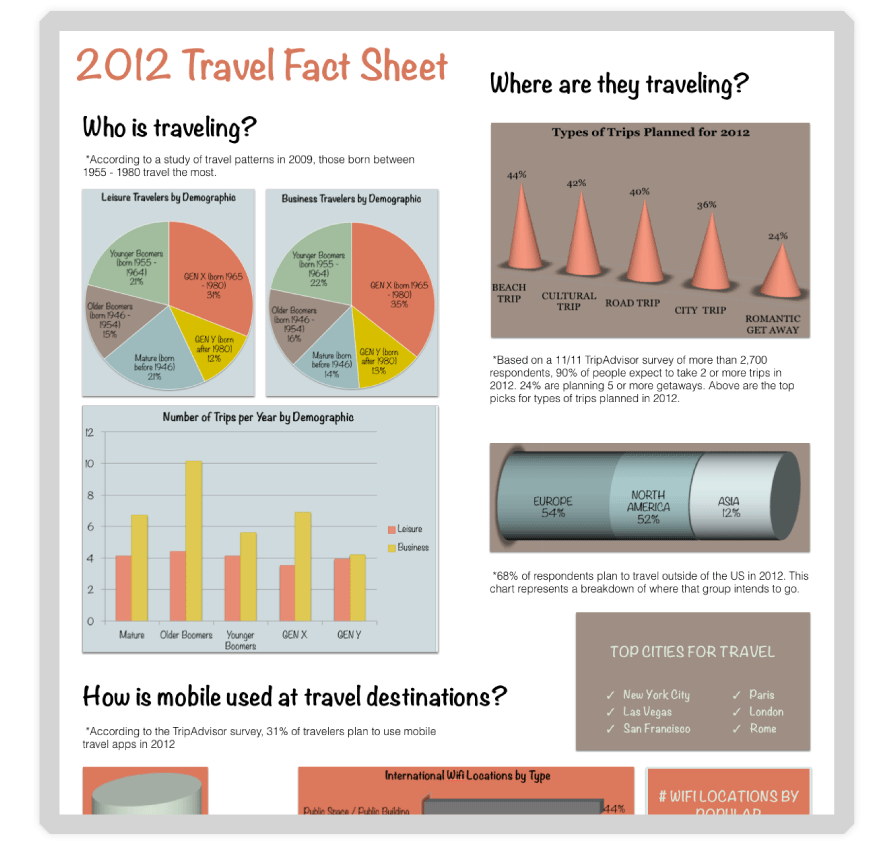 2012 Travel Fact Sheet
Who is traveling?
*According to a study of travel patterns in 2009, those born between
1955 - 1980 travel the most.
Leisure Travelers by Demographic
Younger Boomers
(born 1955 -
1964)
21%
GEN X (born 1965
- 1980)
31%
Older Boomers
(born 1946 -
1954)
15%
GEN Y (born
after 1980)
12%
Mature (born
before 1946)
21%
Business Travelers by Demographic
Younger Boomers
(born 1955 -
1964)
22%
GEN X (born 1965
- 1980)
35%
Older Boomers
(born 1946 -
1954)
16%
GEN Y (born
after 1980)
13%
Mature (born
before 1946)
14%
Number of Trips per Year by Demographic
12
10
8
6
4
2
0
Mature
Older Boomers
Younger
Boomers
GEN X
GEN Y
Leisure
Business
How is mobile used at travel destinations?
*According to the TripAdvisor survey, 31% of travelers plan to use mobile
travel apps in 2012
International Wifi Locations by Type
Public Space / Public Building
44%
Where are they traveling?
Types of Trips Planned for 2012
44%
42%
40%
36%
24%
BEACH
TRIP
CULTURAL
TRIP
ROAD TRIP
CITY TRIP
ROMANTIC
GET AWAY
*Based on a 11/11 TripAdvisor survey of more than 2,700
respondents, 90% of people expect to take 2 or more trips in
2012. 24% are planning 5 or more getaways. Above are the top
picks for types of trips planned in 2012.
EUROPE
54%
NORTH
AMERICA
52%
ASIA
12%
*68% of respondents plan to travel outside of the US in 2012. This
chart represents a breakdown of where that group intends to go.
TOP CITIES FOR TRAVEL
✓ New York City
✓ Las Vegas
✓ San Francisco
✓ Paris
✓ London
✓ Rome
# WIFI LOCATIONS BY
POPULAR